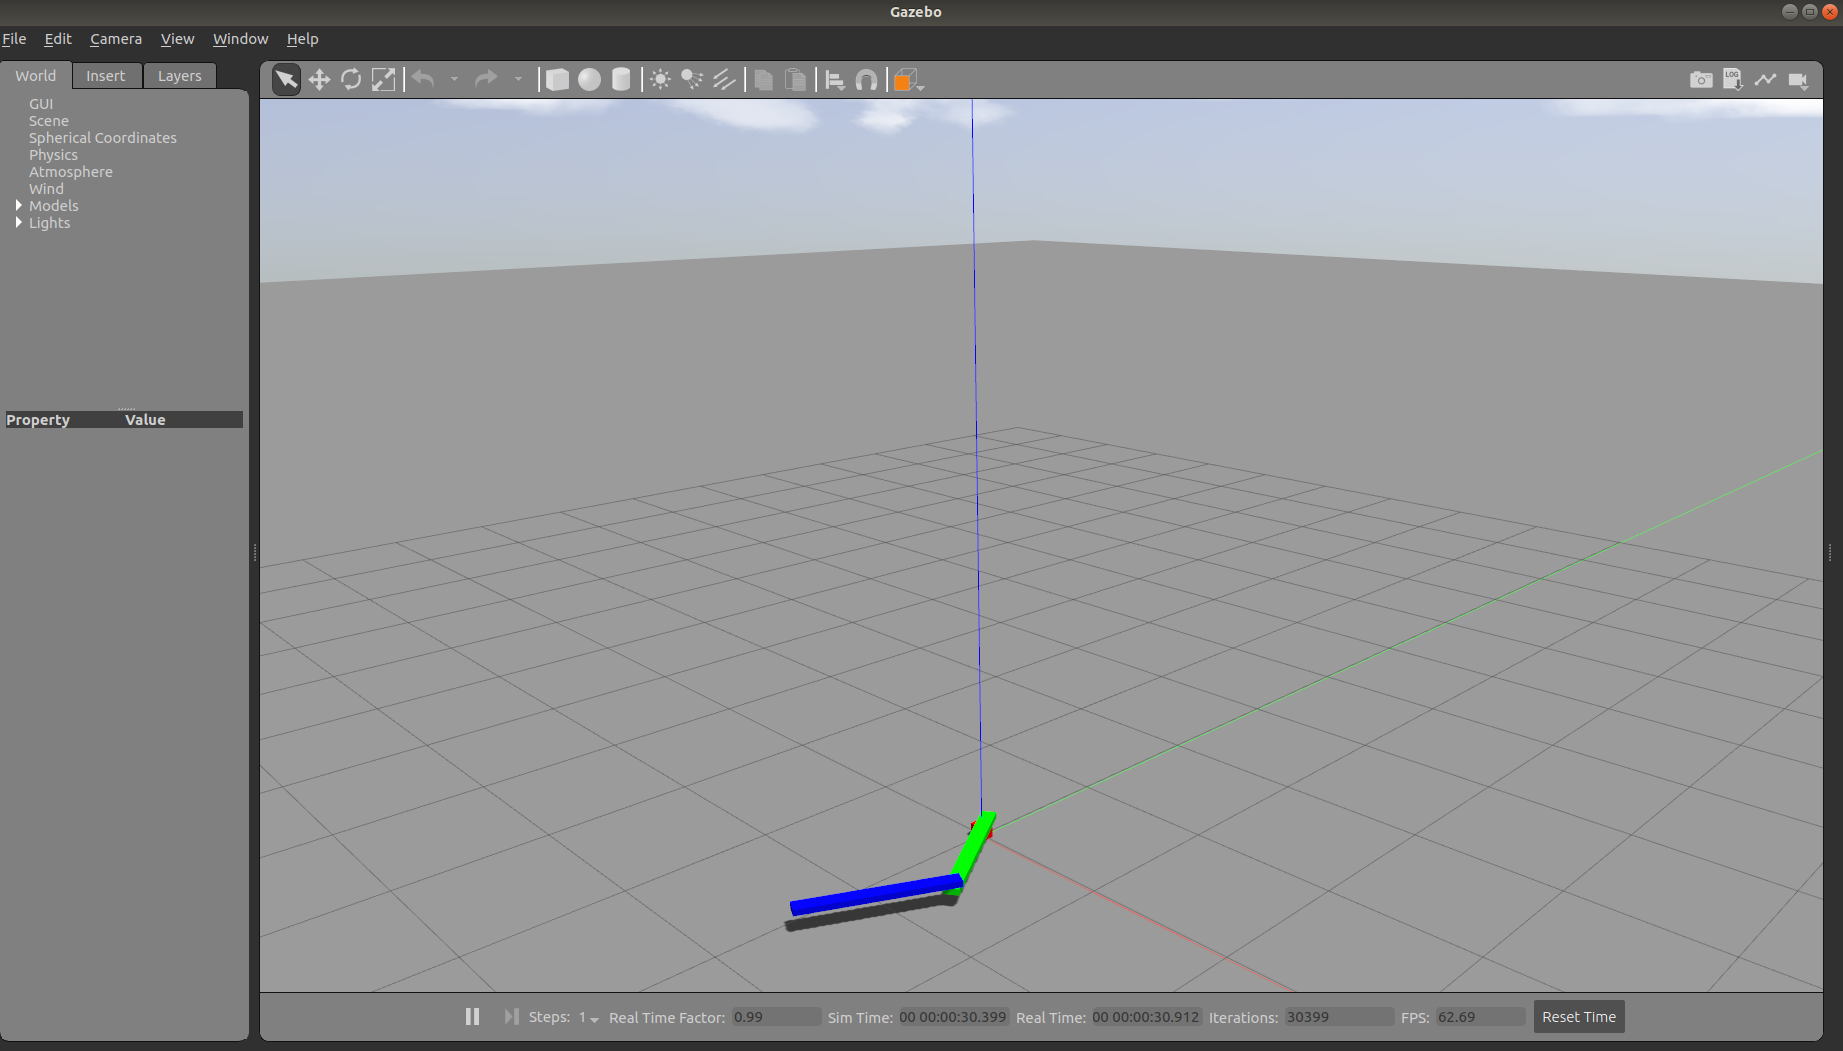 Gazebo
File Edit Camera View Window Help
World Insert Layers
GUI
Scene
Spherical Coordinates
Physics
Atmosphere
Wind
Models
Lights
Property Value
LOG
Steps: 1 Real Time Factor: 0.99 Sim Time: 00 00:00:30.399 Real Time: 00 00:00:30.912 Iterations: 30399 FPS: 62.69 Reset Time